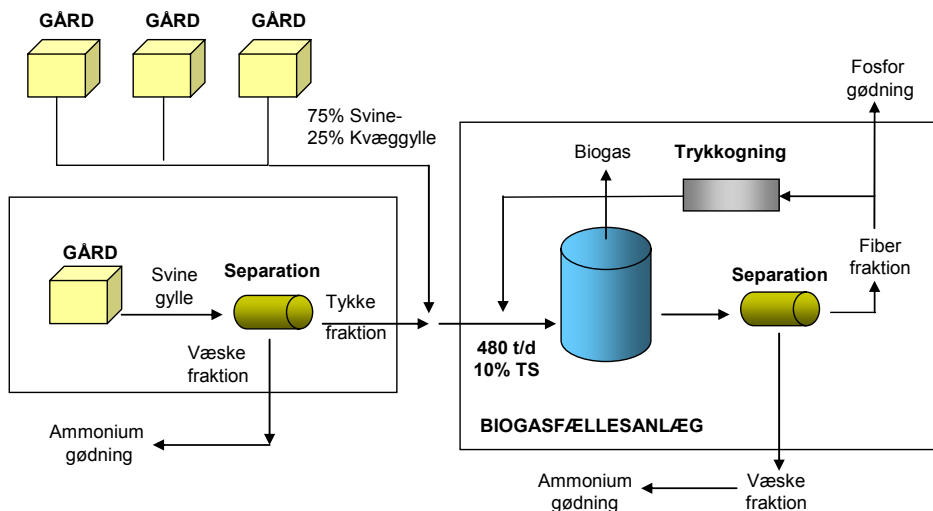 GÅRD
GÅRD
GÅRD
75% Svine-
25% Kvæggylle
Fosfor
gødning
Biogas
Trykkogning
GÅRD
Svine
gylle
Separation
Tykke
fraktion
Væske
fraktion
Ammonium
gødning
480 t/d
10% TS
Separation
Fiber
fraktion
BIOGASFÆLLESANLÆG
Ammonium
gødning
Væske
fraktion